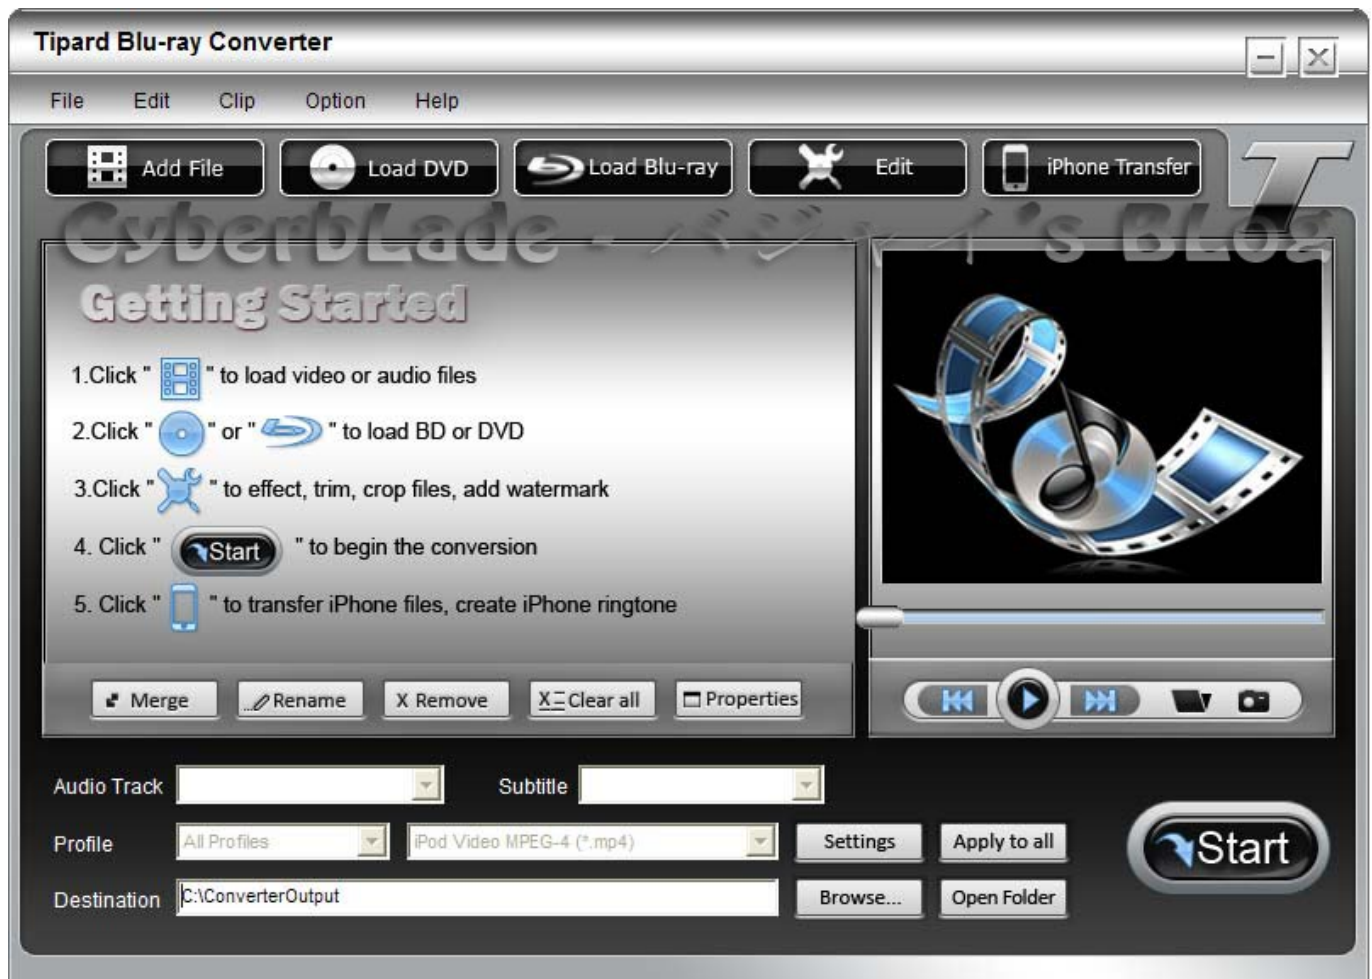 Tipard Blu-ray Converter
File Edit Clip Option Help
Add File Load DVD Load Blu-ray Edit iPhone Transfer
T
CyberbLade - バジャイ's BLog
Getting Started
1.Click " " to load video or audio files
2.Click " " or " " to load BD or DVD
3.Click " " to effect, trim, crop files, add watermark
4. Click " Start " to begin the conversion
5. Click " " to transfer iPhone files, create iPhone ringtone
Merge ...Rename X Remove X Clear all Properties
Audio Track Subtitle
Profile All Profiles iPod Video MPEG-4 (*.mp4) Settings Apply to all
Start
Destination C:\ConverterOutput Browse... Open Folder